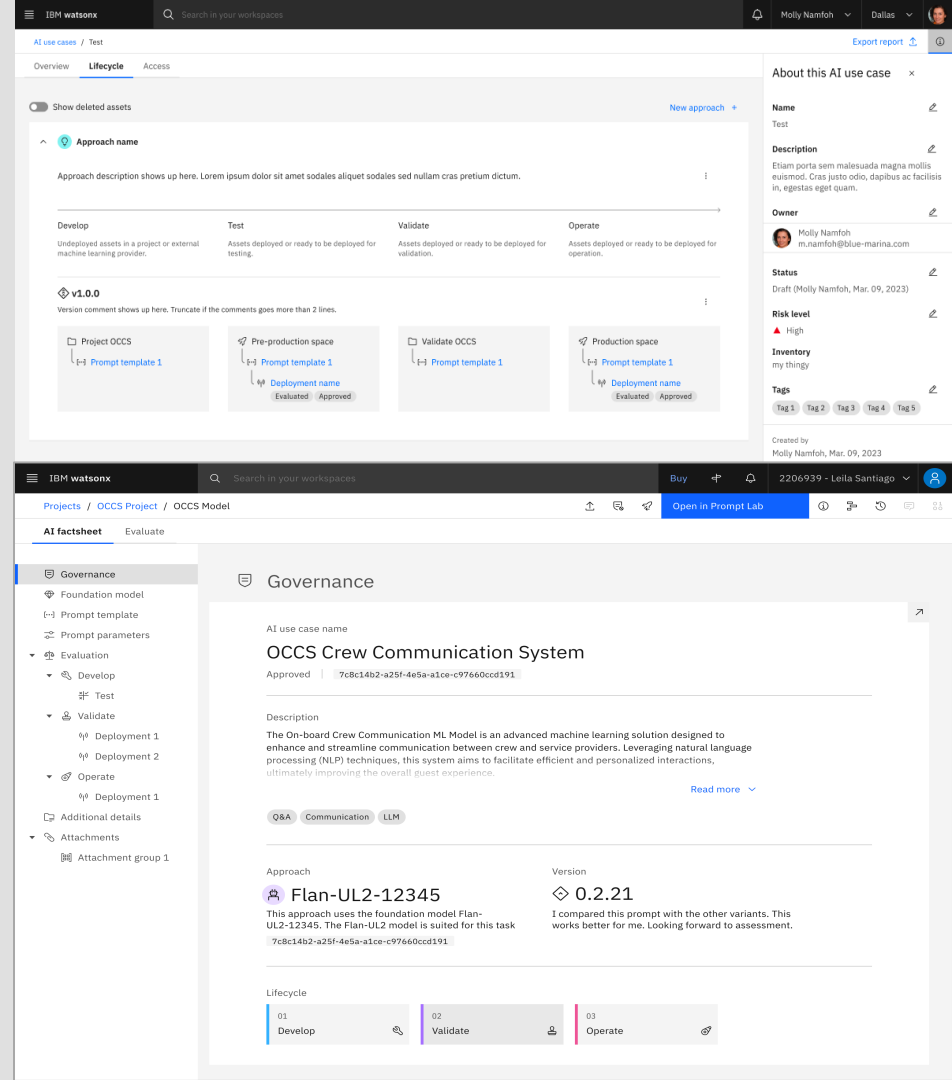 IBM watsonx
Search in your workspaces
Molly Namfoh
Dallas
AI use cases / Test
Export report
Overview
Lifecycle
Access
Show deleted assets
New approach +
Approach name
Approach description shows up here. Lorem ipsum dolor sit amet sodales aliquet sodales sed nullam cras pretium dictum.
Develop
Undeployed assets in a project or external
machine learning provider.
Test
Assets deployed or ready to be deployed for
testing.
Validate
Assets deployed or ready to be deployed for
validation.
Operate
Assets deployed or ready to be deployed for
operation.
v1.0.0
Version comment shows up here. Truncate if the comments goes more than 2 lines.
Project OCCS
Prompt template 1
Pre-production space
Prompt template 1
Deployment name
Evaluated Approved
Validate OCCS
Prompt template 1
Production space
Prompt template 1
Deployment name
Evaluated Approved
About this AI use case
Name
Test
Description
Etiam porta sem malesuada magna mollis
euismod. Cras justo odio, dapibus ac facilisis
in, egestas eget quam.
Owner
Molly Namfoh
m.namfoh@blue-marina.com
Status
Draft (Molly Namfoh, Mar. 09, 2023)
Risk level
High
Inventory
my thingy
Tags
Tag 1 Tag 2 Tag 3 Tag 4 Tag 5
Created by
Molly Namfoh, Mar. 09, 2023
IBM watsonx
Search in your workspaces
Buy
2206939 - Leila Santiago
Projects / OCCS Project / OCCS Model
Open in Prompt Lab
AI factsheet
Evaluate
Governance
Foundation model
Prompt template
Prompt parameters
Evaluation
Develop
Test
Validate
Deployment 1
Deployment 2
Operate
Deployment 1
Additional details
Attachments
Attachment group 1
Governance
AI use case name
OCCS Crew Communication System
Approved | 7c8c14b2-a25f-4e5a-a1ce-c97660ccd191
Description
The On-board Crew Communication ML Model is an advanced machine learning solution designed to
enhance and streamline communication between crew and service providers. Leveraging natural language
processing (NLP) techniques, this system aims to facilitate efficient and personalized interactions,
ultimately improving the overall guest experience.
Read more
Q&A Communication LLM
Approach
Flan-UL2-12345
This approach uses the foundation model Flan-
UL2-12345. The Flan-UL2 model is suited for this task
7c8c14b2-a25f-4e5a-a1ce-c97660ccd191
Version
0.2.21
I compared this prompt with the other variants. This
works better for me. Looking forward to assessment.
Lifecycle
01
Develop
02
Validate
03
Operate